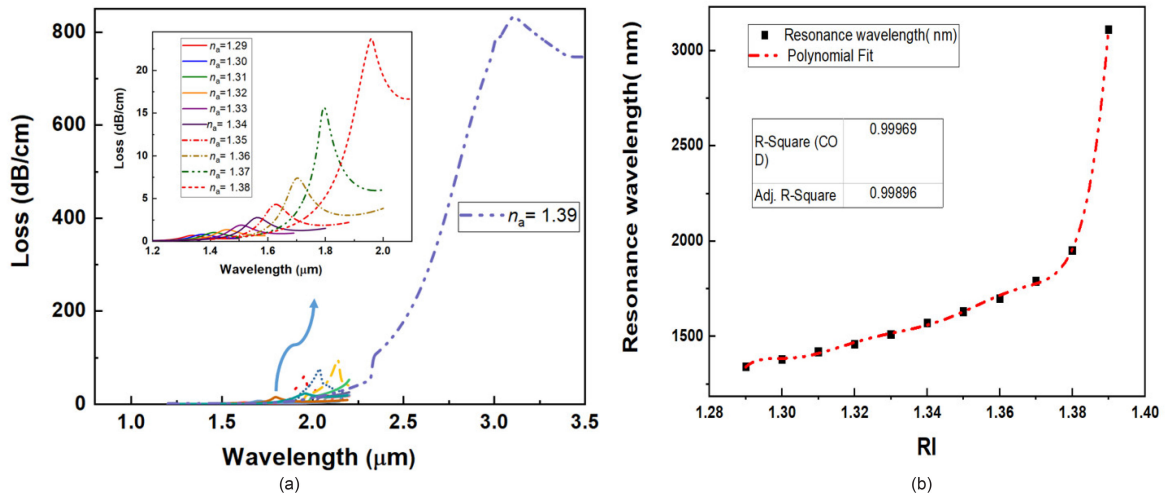 800
600
400
200
0
Loss (dB/cm)
1.0
1.5
2.0
2.5
3.0
3.5
Wavelength (μm)
nₐ= 1.39
25
20
15
10
5
0
Loss (dB/cm)
1.2
1.4
1.6
1.8
2.0
Wavelength (μm)
nₐ=1.29
nₐ=1.30
nₐ=1.31
nₐ=1.32
nₐ=1.33
nₐ= 1.34
nₐ=1.35
nₐ= 1.36
nₐ= 1.37
nₐ= 1.38
(a)
3000
2500
2000
1500
Resonance wavelength( nm)
Resonance wavelength( nm)
Polynomial Fit
R-Square (CO
D)
0.99969
Adj. R-Square
0.99896
1.28
1.30
1.32
1.34
1.36
1.38
1.40
RI
(b)